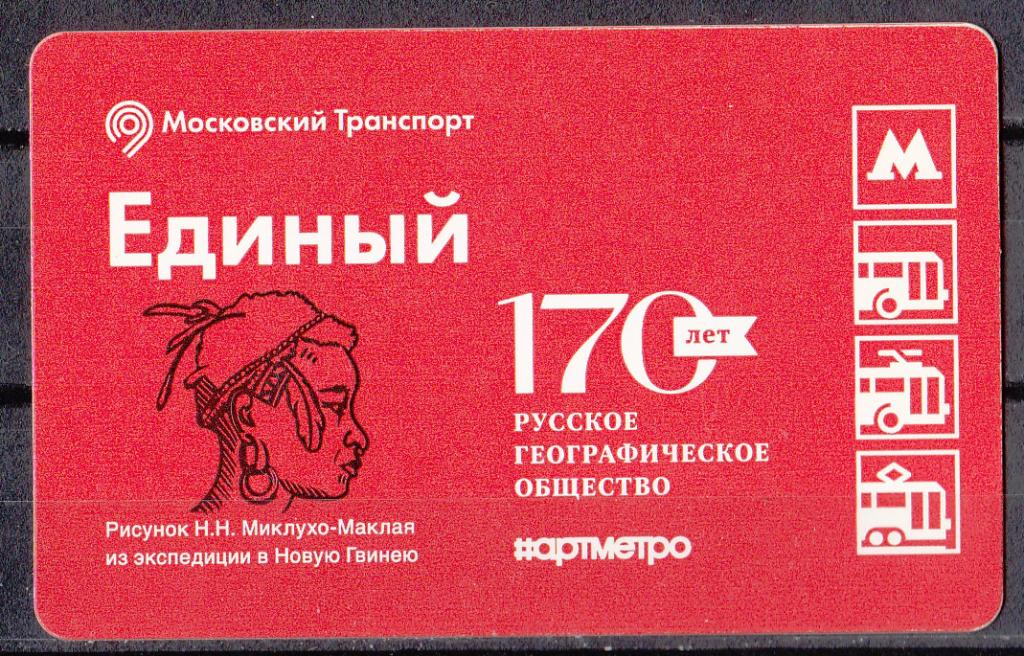 Московский Транспорт
Единый
170 лет
РУССКОЕ
ГЕОГРАФИЧЕСКОЕ
ОБЩЕСТВО
#артметро
Рисунок Н.Н. Миклухо-Маклая
из экспедиции в Новую Гвинею
М